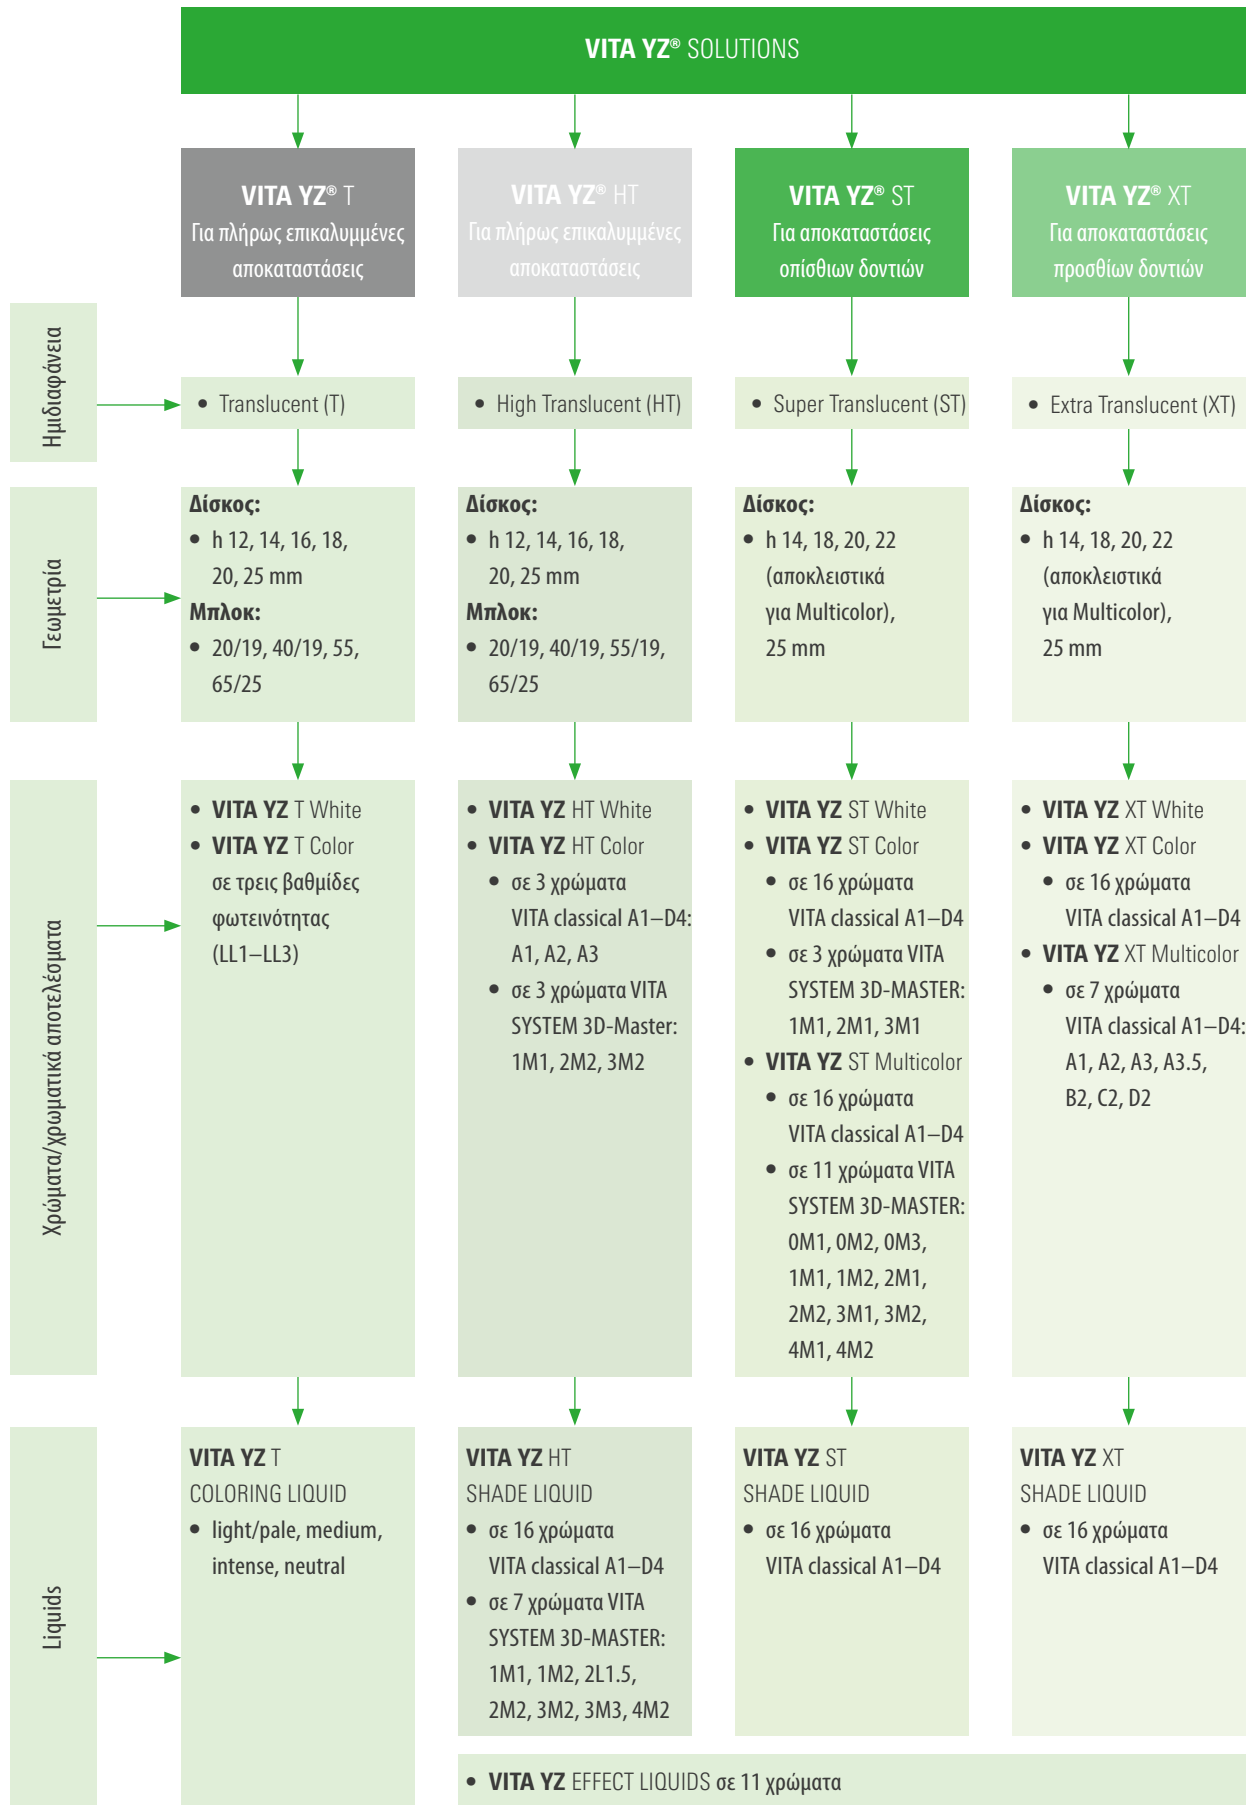 VITA YZ® SOLUTIONS
VITA YZ® T
Για πλήρως επικαλυμμένες
αποκαταστάσεις
VITA YZ® HT
Για πλήρως επικαλυμμένες
αποκαταστάσεις
VITA YZ® ST
Για αποκαταστάσεις
οπίσθιων δοντιών
VITA YZ® XT
Για αποκαταστάσεις
προσθίων δοντιών
Ημιδιαφάνεια
• Translucent (T)
• High Translucent (HT)
• Super Translucent (ST)
• Extra Translucent (XT)
Γεωμετρία
Δίσκος:
• h 12, 14, 16, 18,
20, 25 mm
Μπλοκ:
• 20/19, 40/19, 55,
65/25
Δίσκος:
• h 12, 14, 16, 18,
20, 25 mm
Μπλοκ:
• 20/19, 40/19, 55/19,
65/25
Δίσκος:
• h 14, 18, 20, 22
(αποκλειστικά
για Multicolor),
25 mm
Δίσκος:
• h 14, 18, 20, 22
(αποκλειστικά
για Multicolor),
25 mm
Χρώματα/χρωματικά αποτελέσματα
• VITA YZ T White
• VITA YZ T Color
σε τρεις βαθμίδες
φωτεινότητας
(LL1–LL3)
• VITA YZ HT White
• VITA YZ HT Color
• σε 3 χρώματα
VITA classical A1–D4:
A1, A2, A3
• σε 3 χρώματα VITA
SYSTEM 3D-Master:
1M1, 2M2, 3M2
• VITA YZ ST White
• VITA YZ ST Color
• σε 16 χρώματα
VITA classical A1–D4
• σε 3 χρώματα VITA
SYSTEM 3D-MASTER:
1M1, 2M1, 3M1
• VITA YZ ST Multicolor
• σε 16 χρώματα
VITA classical A1–D4
• σε 11 χρώματα VITA
SYSTEM 3D-MASTER:
0M1, 0M2, 0M3,
1M1, 1M2, 2M1,
2M2, 3M1, 3M2,
4M1, 4M2
• VITA YZ XT White
• VITA YZ XT Color
• σε 16 χρώματα
VITA classical A1–D4
• VITA YZ XT Multicolor
• σε 7 χρώματα
VITA classical A1–D4:
A1, A2, A3, A3.5,
B2, C2, D2
Liquids
VITA YZ T
COLORING LIQUID
• light/pale, medium,
intense, neutral
VITA YZ HT
SHADE LIQUID
• σε 16 χρώματα
VITA classical A1–D4
• σε 7 χρώματα VITA
SYSTEM 3D-MASTER:
1M1, 1M2, 2L1.5,
2M2, 3M2, 3M3, 4M2
VITA YZ ST
SHADE LIQUID
• σε 16 χρώματα
VITA classical A1–D4
VITA YZ XT
SHADE LIQUID
• σε 16 χρώματα
VITA classical A1–D4
• VITA YZ EFFECT LIQUIDS σε 11 χρώματα